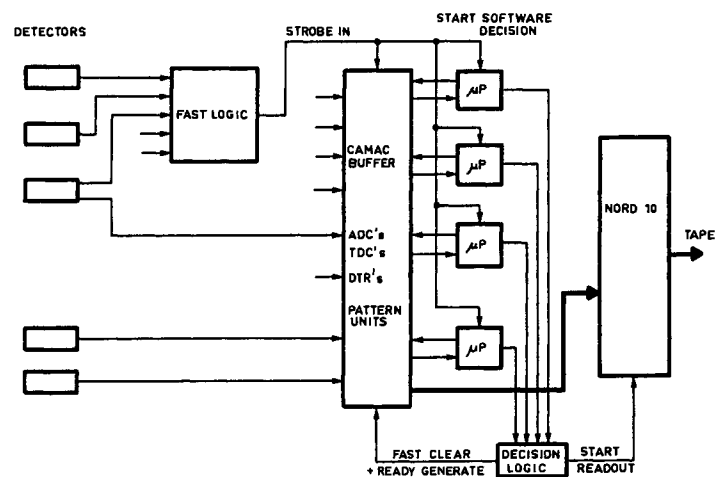 DETECTORS
STROBE IN
START SOFTWARE
DECISION
FAST LOGIC
CAMAC
BUFFER
ADC's
TDC's
DTR's
PATTERN
UNITS
μP
μP
μP
μP
NORD 10
TAPE
FAST CLEAR
+ READY GENERATE
DECISION
LOGIC
START
READOUT